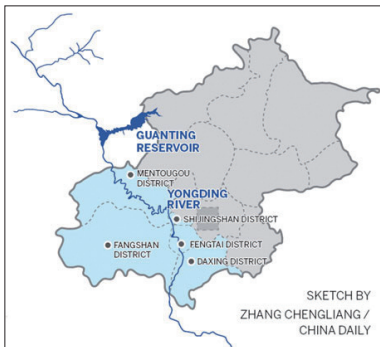 GUANTING
RESERVOIR
MENTOUGOU
DISTRICT
YONGDING
RIVER
SHIJINGSHAN DISTRICT
FANGSHAN
DISTRICT
FENGTAI DISTRICT
DAXING DISTRICT
SKETCH BY
ZHANG CHENGLIANG /
CHINA DAILY